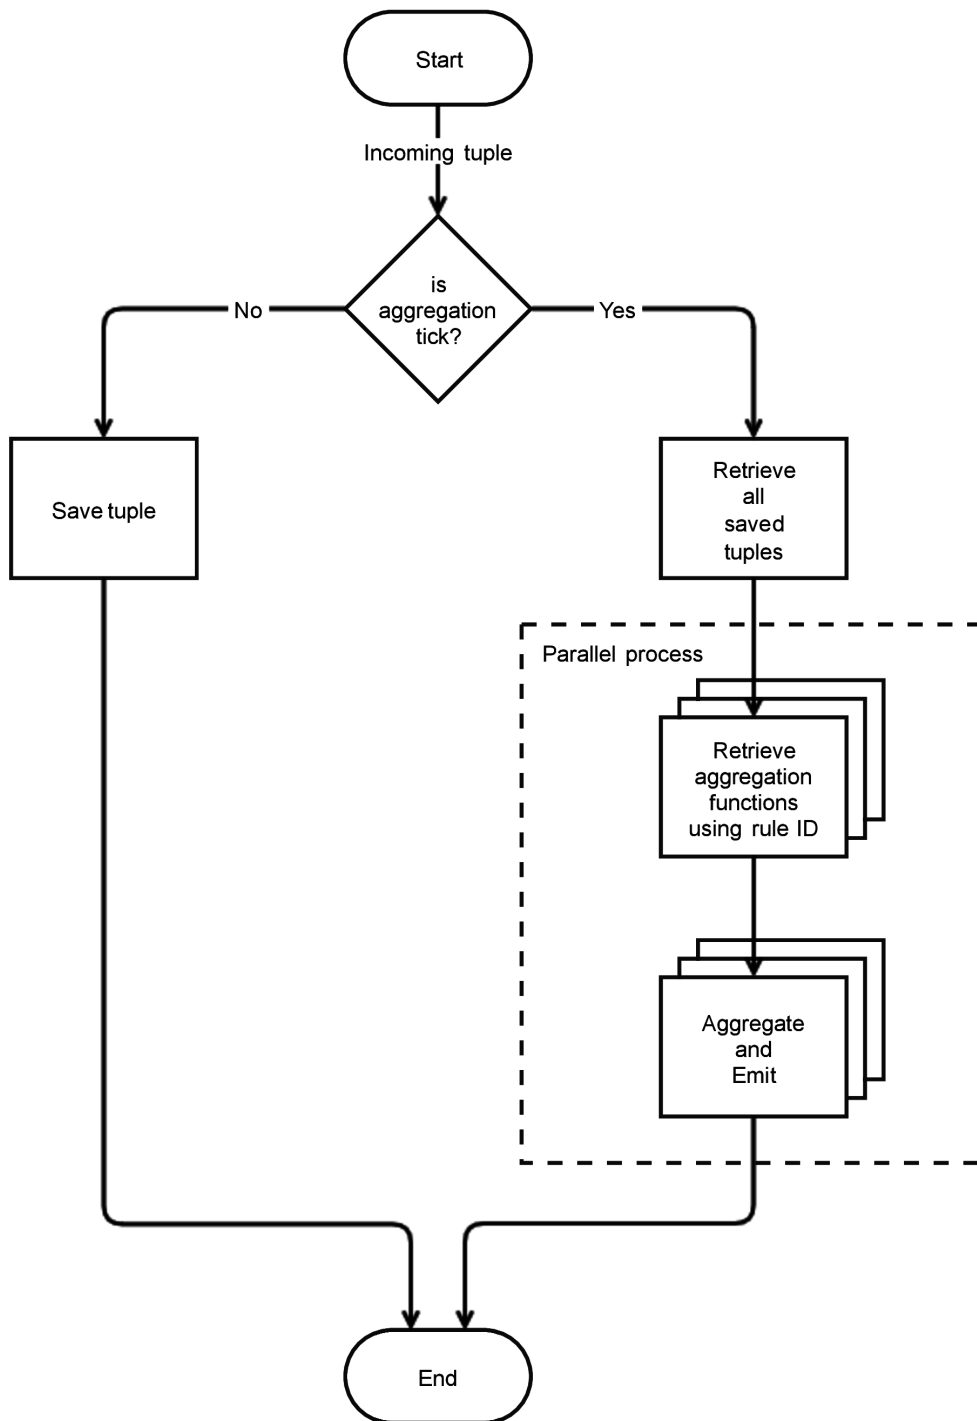 Start
Incoming tuple
is
aggregation
tick?
No
Yes
Save tuple
Retrieve
all
saved
tuples
Parallel process
Retrieve
aggregation
functions
using rule ID
Aggregate
and
Emit
End